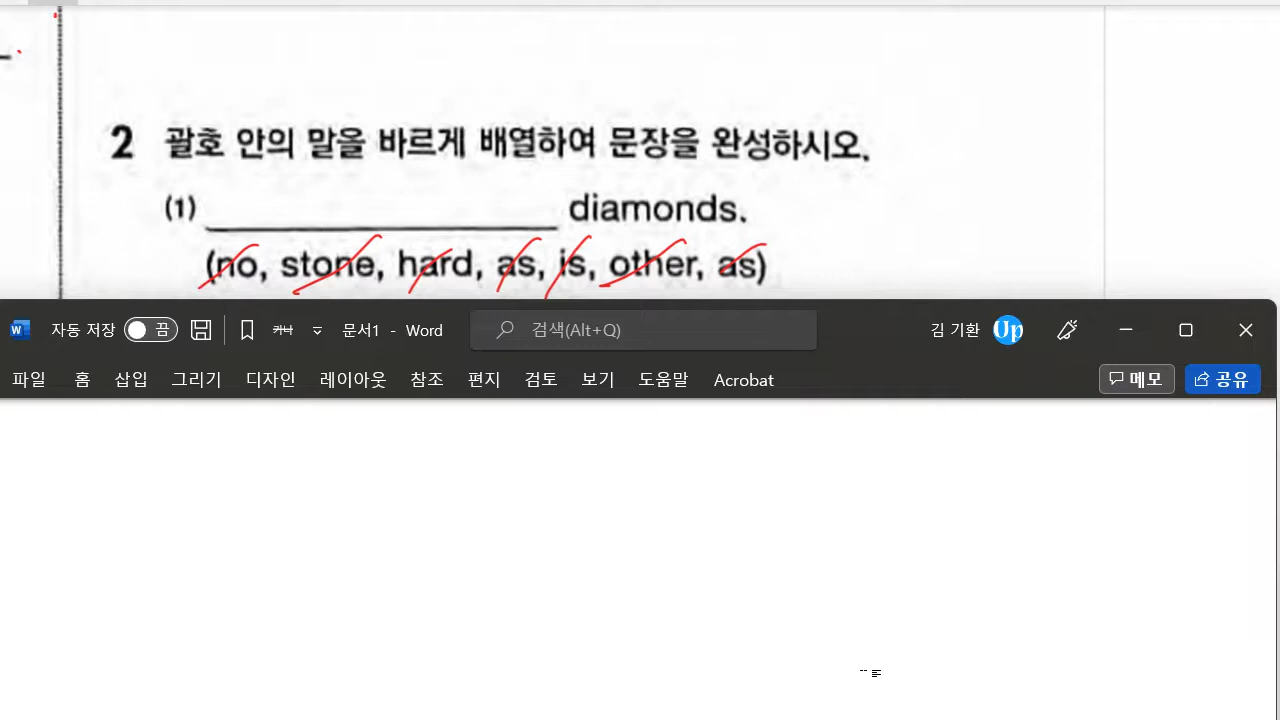 2 괄호 안의 말을 바르게 배열하여 문장을 완성하시오.
(1) ____________ diamonds.
(no, stone, hard, as, is, other, as)
자동 저장 끔 가나 문서1 - Word 검색(Alt+Q) 김 기환 Up
파일 홈 삽입 그리기 디자인 레이아웃 참조 편지 검토 보기 도움말 Acrobat 메모 공유